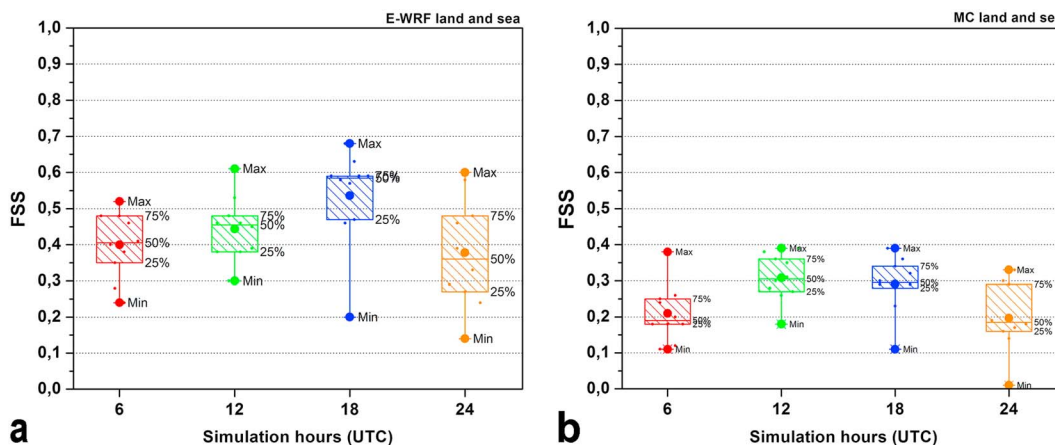 E-WRF land and sea
1,0
0,9
0,8
0,7
0,6
0,5
0,4
0,3
0,2
0,1
0,0
FSS
Max
75%
50%
25%
Min
Max
75%
50%
25%
Min
Max
75%
50%
25%
Min
Max
75%
50%
25%
Min
6 12 18 24
Simulation hours (UTC)
a
MC land and se
1,0
0,9
0,8
0,7
0,6
0,5
0,4
0,3
0,2
0,1
0,0
FSS
Max
75%
50%
25%
Min
Max
75%
50%
25%
Min
Max
75%
50%
25%
Min
Max
75%
50%
25%
Min
6 12 18 24
Simulation hours (UTC)
b